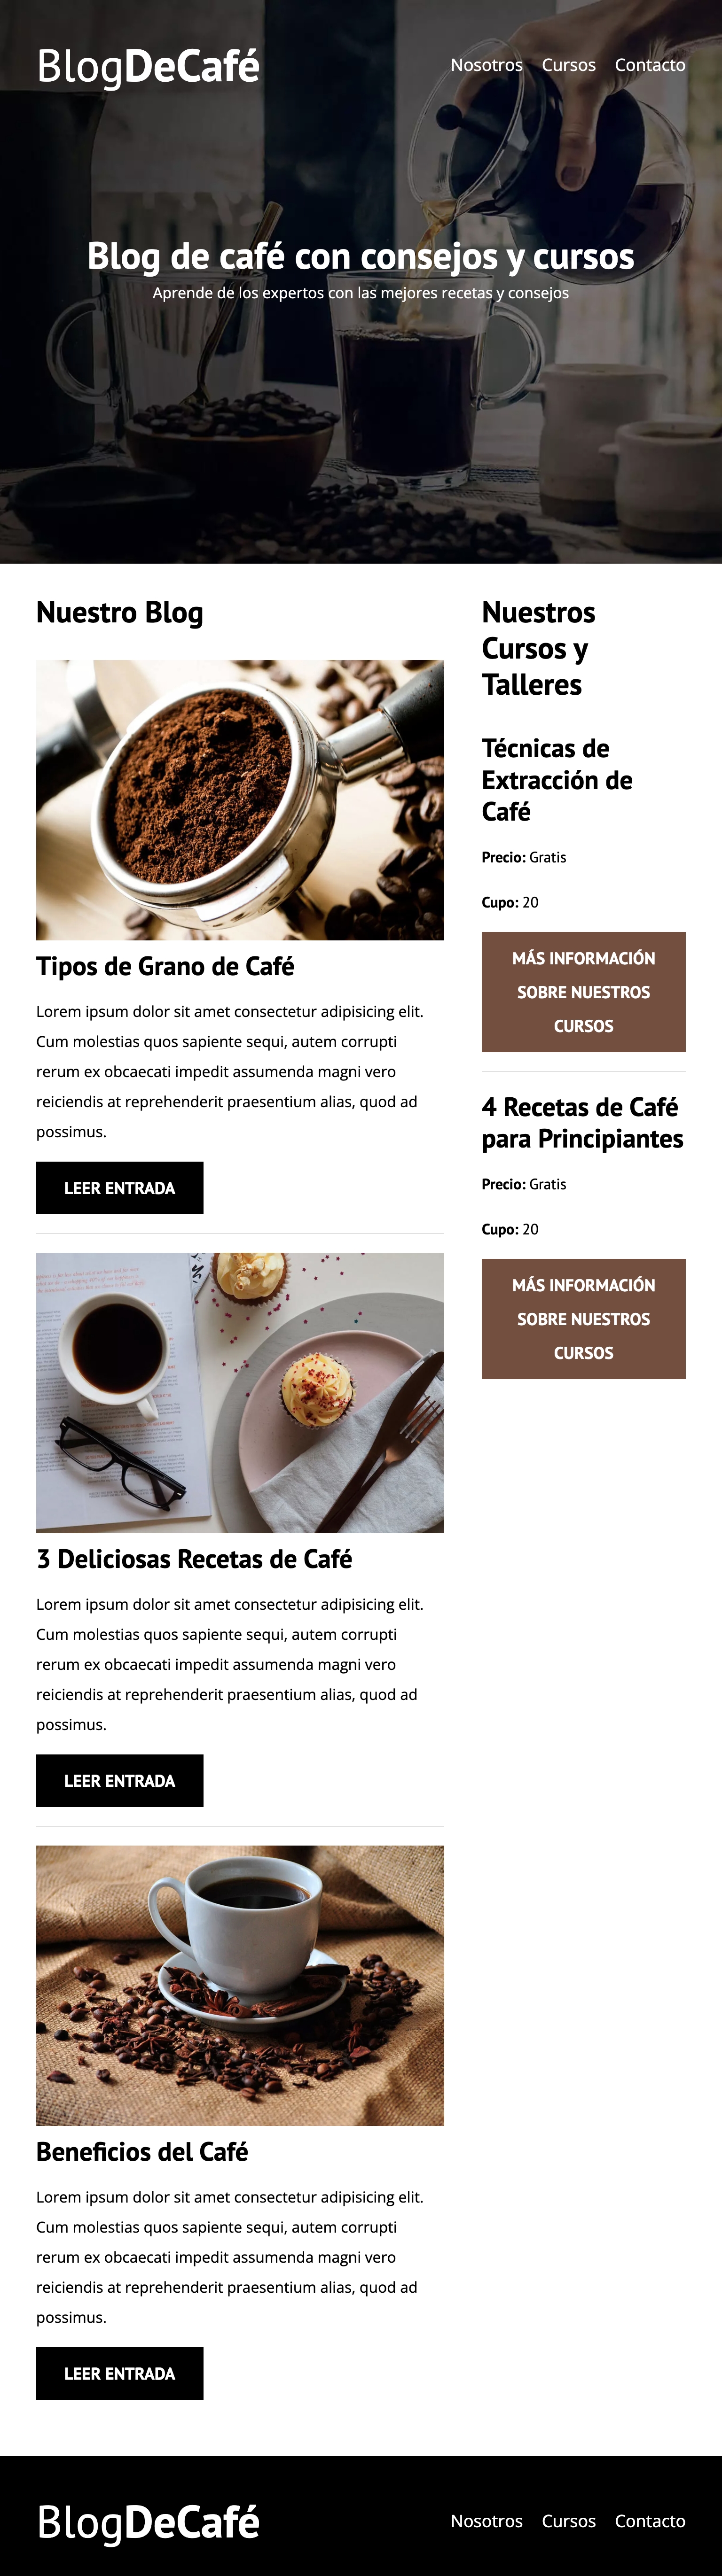 BlogDeCafé
Nosotros Cursos Contacto
Blog de café con consejos y cursos
Aprende de los expertos con las mejores recetas y consejos
Nuestro Blog
Tipos de Grano de Café
Lorem ipsum dolor sit amet consectetur adipisicing elit.
Cum molestias quos sapiente sequi, autem corrupti
rerum ex obcaecati impedit assumenda magni vero
reiciendis at reprehenderit praesentium alias, quod ad
possimus.
LEER ENTRADA
3 Deliciosas Recetas de Café
Lorem ipsum dolor sit amet consectetur adipisicing elit.
Cum molestias quos sapiente sequi, autem corrupti
rerum ex obcaecati impedit assumenda magni vero
reiciendis at reprehenderit praesentium alias, quod ad
possimus.
LEER ENTRADA
Beneficios del Café
Lorem ipsum dolor sit amet consectetur adipisicing elit.
Cum molestias quos sapiente sequi, autem corrupti
rerum ex obcaecati impedit assumenda magni vero
reiciendis at reprehenderit praesentium alias, quod ad
possimus.
LEER ENTRADA
Nuestros
Cursos y
Talleres
Técnicas de
Extracción de
Café
Precio: Gratis
Cupo: 20
MÁS INFORMACIÓN
SOBRE NUESTROS
CURSOS
4 Recetas de Café
para Principiantes
Precio: Gratis
Cupo: 20
MÁS INFORMACIÓN
SOBRE NUESTROS
CURSOS
BlogDeCafé
Nosotros Cursos Contacto